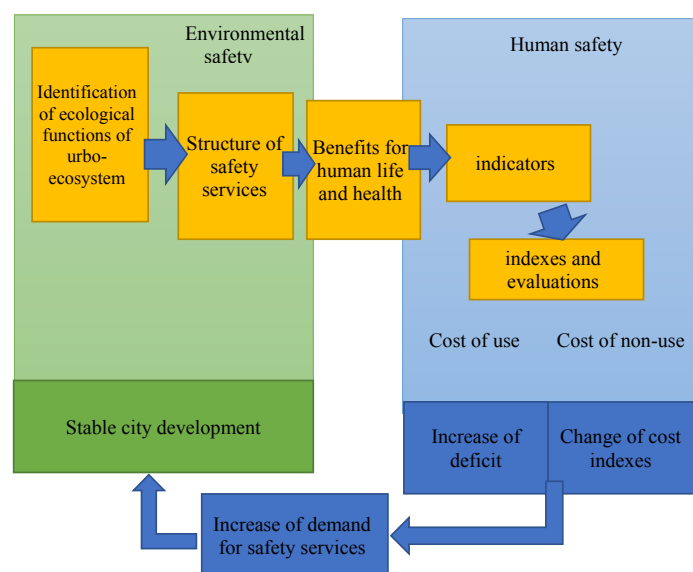 Environmental
safety
Human safety
Identification
of ecological
functions of
urbo-
ecosystem
Structure of
safety
services
Benefits for
human life
and health
indicators
indexes and
evaluations
Cost of use
Cost of non-use
Stable city development
Increase of
deficit
Change of cost
indexes
Increase of demand
for safety services